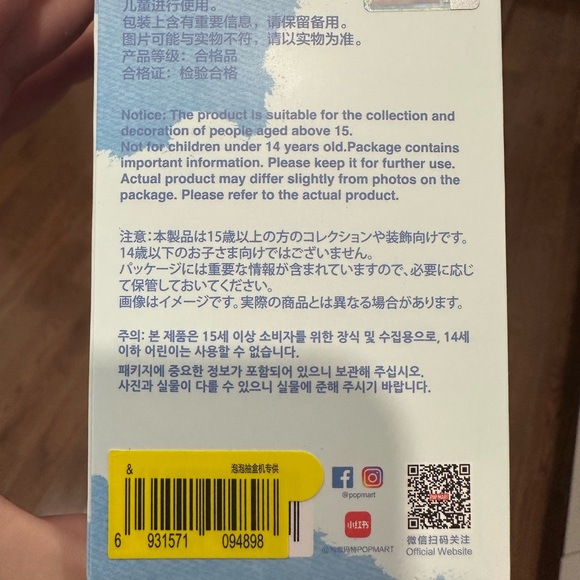 儿童进行使用。
包装上含有重要信息，请保留备用。
图片可能与实物不符，请以实物为准。
产品等级：合格品
合格证：检验合格
Notice: The product is suitable for the collection and
decoration of people aged above 15.
Not for children under 14 years old.Package contains
important information. Please keep it for further use.
Actual product may differ slightly from photos on the
package. Please refer to the actual product.
注意：本製品は15歳以上の方のコレクションや装飾向けです。
14歳以下のお子さま向けではございません。
パッケージには重要な情報が含まれていますので、必要に応じ
て保管しておいてください。
画像はイメージです。実際の商品とは異なる場合があります。
주의: 본 제품은 15세 이상 소비자를 위한 장식 및 수집용으로, 14세
이하 어린이는 사용할 수 없습니다.
패키지에 중요한 정보가 포함되어 있으니 보관해 주십시오.
사진과 실물이 다를 수 있으니 실물에 준해 주시기 바랍니다.
& 泡泡抽盒机专供
6 931571 094898
@popmart
小红书
POPMART
微信扫码关注
Official Website